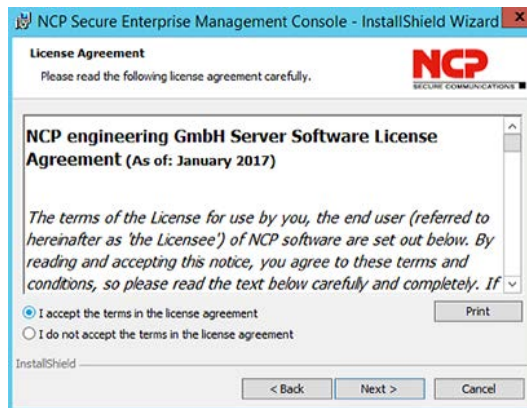 NCP Secure Enterprise Management Console - InstallShield Wizard
License Agreement
Please read the following license agreement carefully.
NCP
SECURE COMMUNICATIONS
NCP engineering GmbH Server Software License
Agreement (As of: January 2017)
The terms of the License for use by you, the end user (referred to
hereinafter as 'the Licensee') of NCP software are set out below. By
reading and accepting this notice, you agree to these terms and
conditions, so please read the text below carefully and completely. If
I accept the terms in the license agreement
Print
I do not accept the terms in the license agreement
InstallShield
< Back
Next >
Cancel